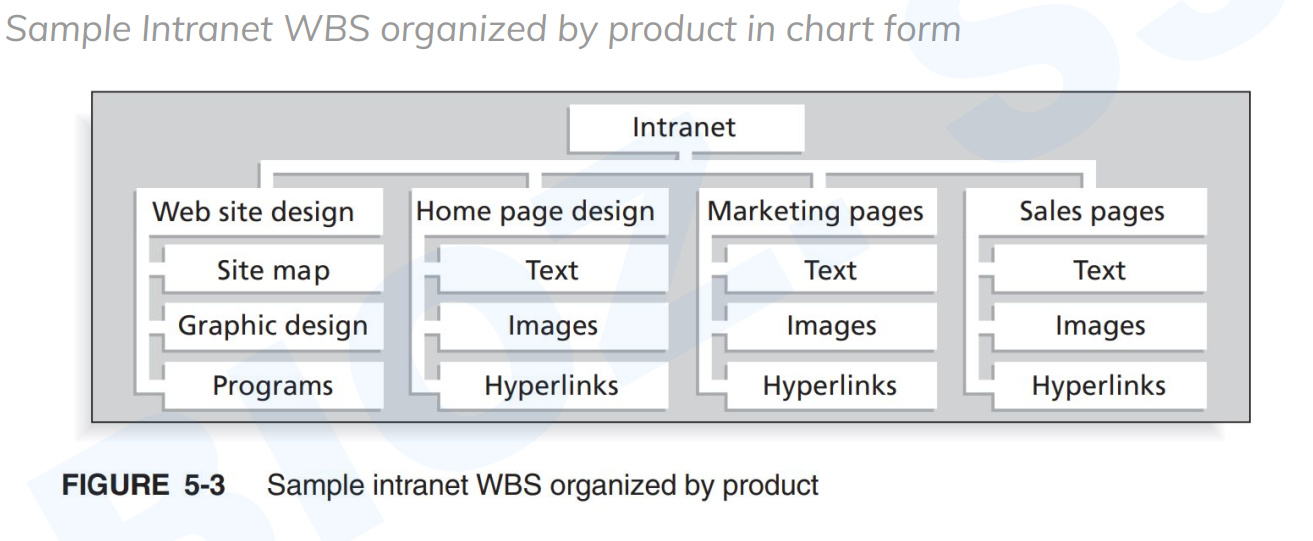 Sample Intranet WBS organized by product in chart form
Intranet
Web site design
Site map
Graphic design
Programs
Home page design
Text
Images
Hyperlinks
Marketing pages
Text
Images
Hyperlinks
Sales pages
Text
Images
Hyperlinks
FIGURE 5-3 Sample intranet WBS organized by product